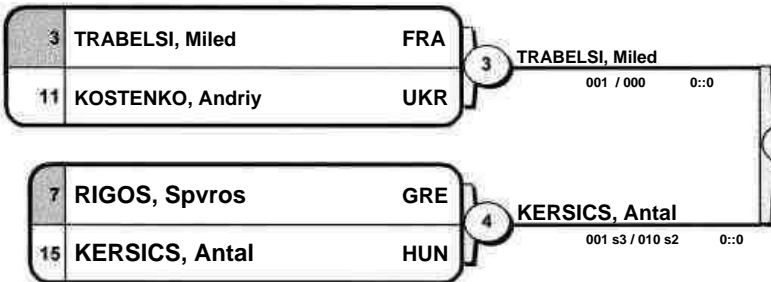 3 TRABELSI, Miled FRA
11 KOSTENKO, Andriy UKR
3
TRABELSI, Miled
001 / 000 0::0
7 RIGOS, Spvros GRE
15 KERSICS, Antal HUN
4
KERSICS, Antal
001 s3 / 010 s2 0::0